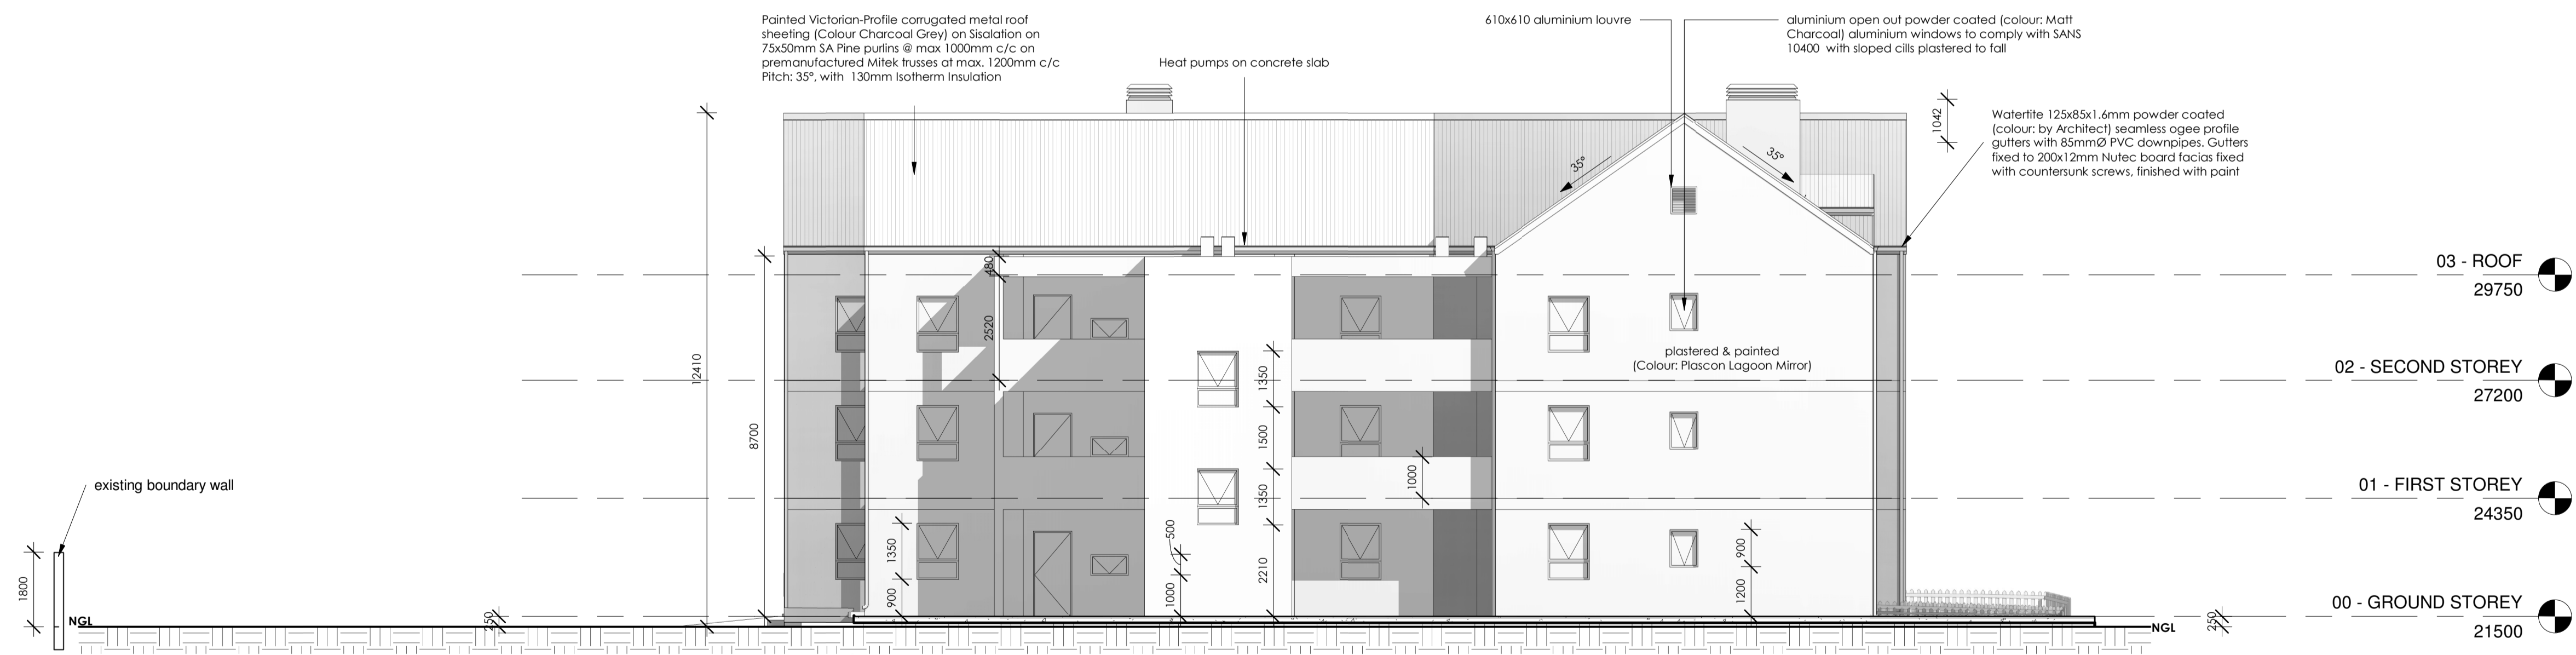 Painted Victorian-Profile corrugated metal roof
sheeting (Colour Charcoal Grey) on Sisalation on
75x50mm SA Pine purlins @ max 1000mm c/c on
premanufactured Mitek trusses at max. 1200mm c/c
Pitch: 35°, with 130mm Isotherm Insulation
Heat pumps on concrete slab
610x610 aluminium louvre
aluminium open out powder coated (colour: Matt
Charcoal) aluminium windows to comply with SANS
10400 with sloped cills plastered to fall
Watertite 125x85x1.6mm powder coated
(colour: by Architect) seamless ogee profile
gutters with 85mmØ PVC downpipes. Gutters
fixed to 200x12mm Nutec board facias fixed
with countersunk screws, finished with paint
1042
35°
35°
03 - ROOF
29750
480
2520
12410
8700
plastered & painted
(Colour: Plascon Lagoon Mirror)
02 - SECOND STOREY
27200
1350
1500
1350
2210
1000
existing boundary wall
01 - FIRST STOREY
24350
1800
NGL
250
1350
900
500
1000
900
1200
00 - GROUND STOREY
21500
250
NGL